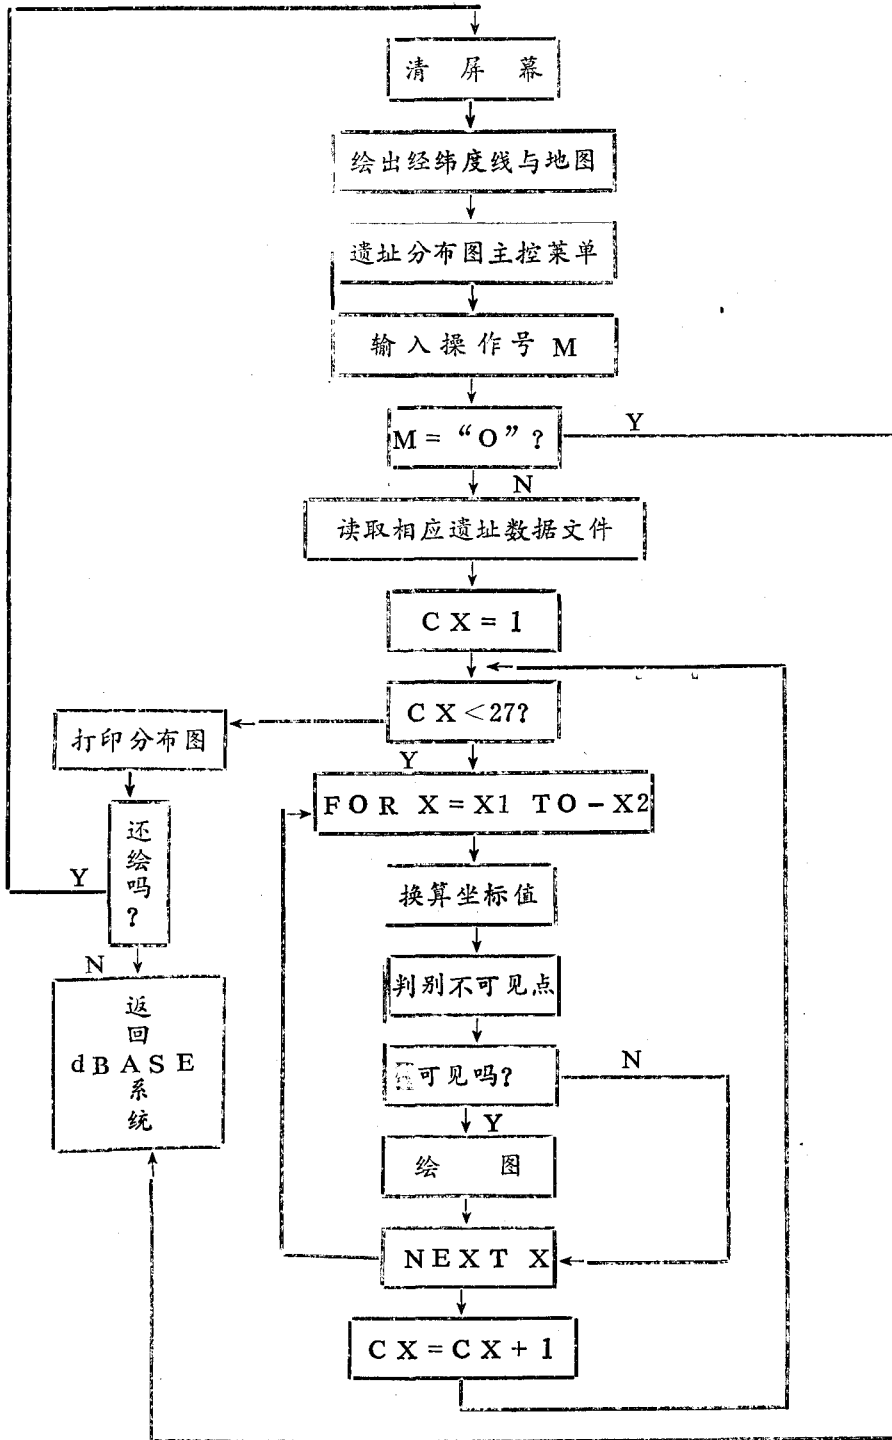 清 屏 幕
绘出经纬度线与地图
遗址分布图主控菜单
输入操作号 M
M = “O” ?
Y
N
读取相应遗址数据文件
C X = 1
C X < 27?
打印分布图
Y
FOR X = X1 TO - X2
还绘吗?
Y
N
换算坐标值
判别不可见点
返回
dBASE
系统
可见吗?
N
Y
绘 图
NEXT X
C X = C X + 1